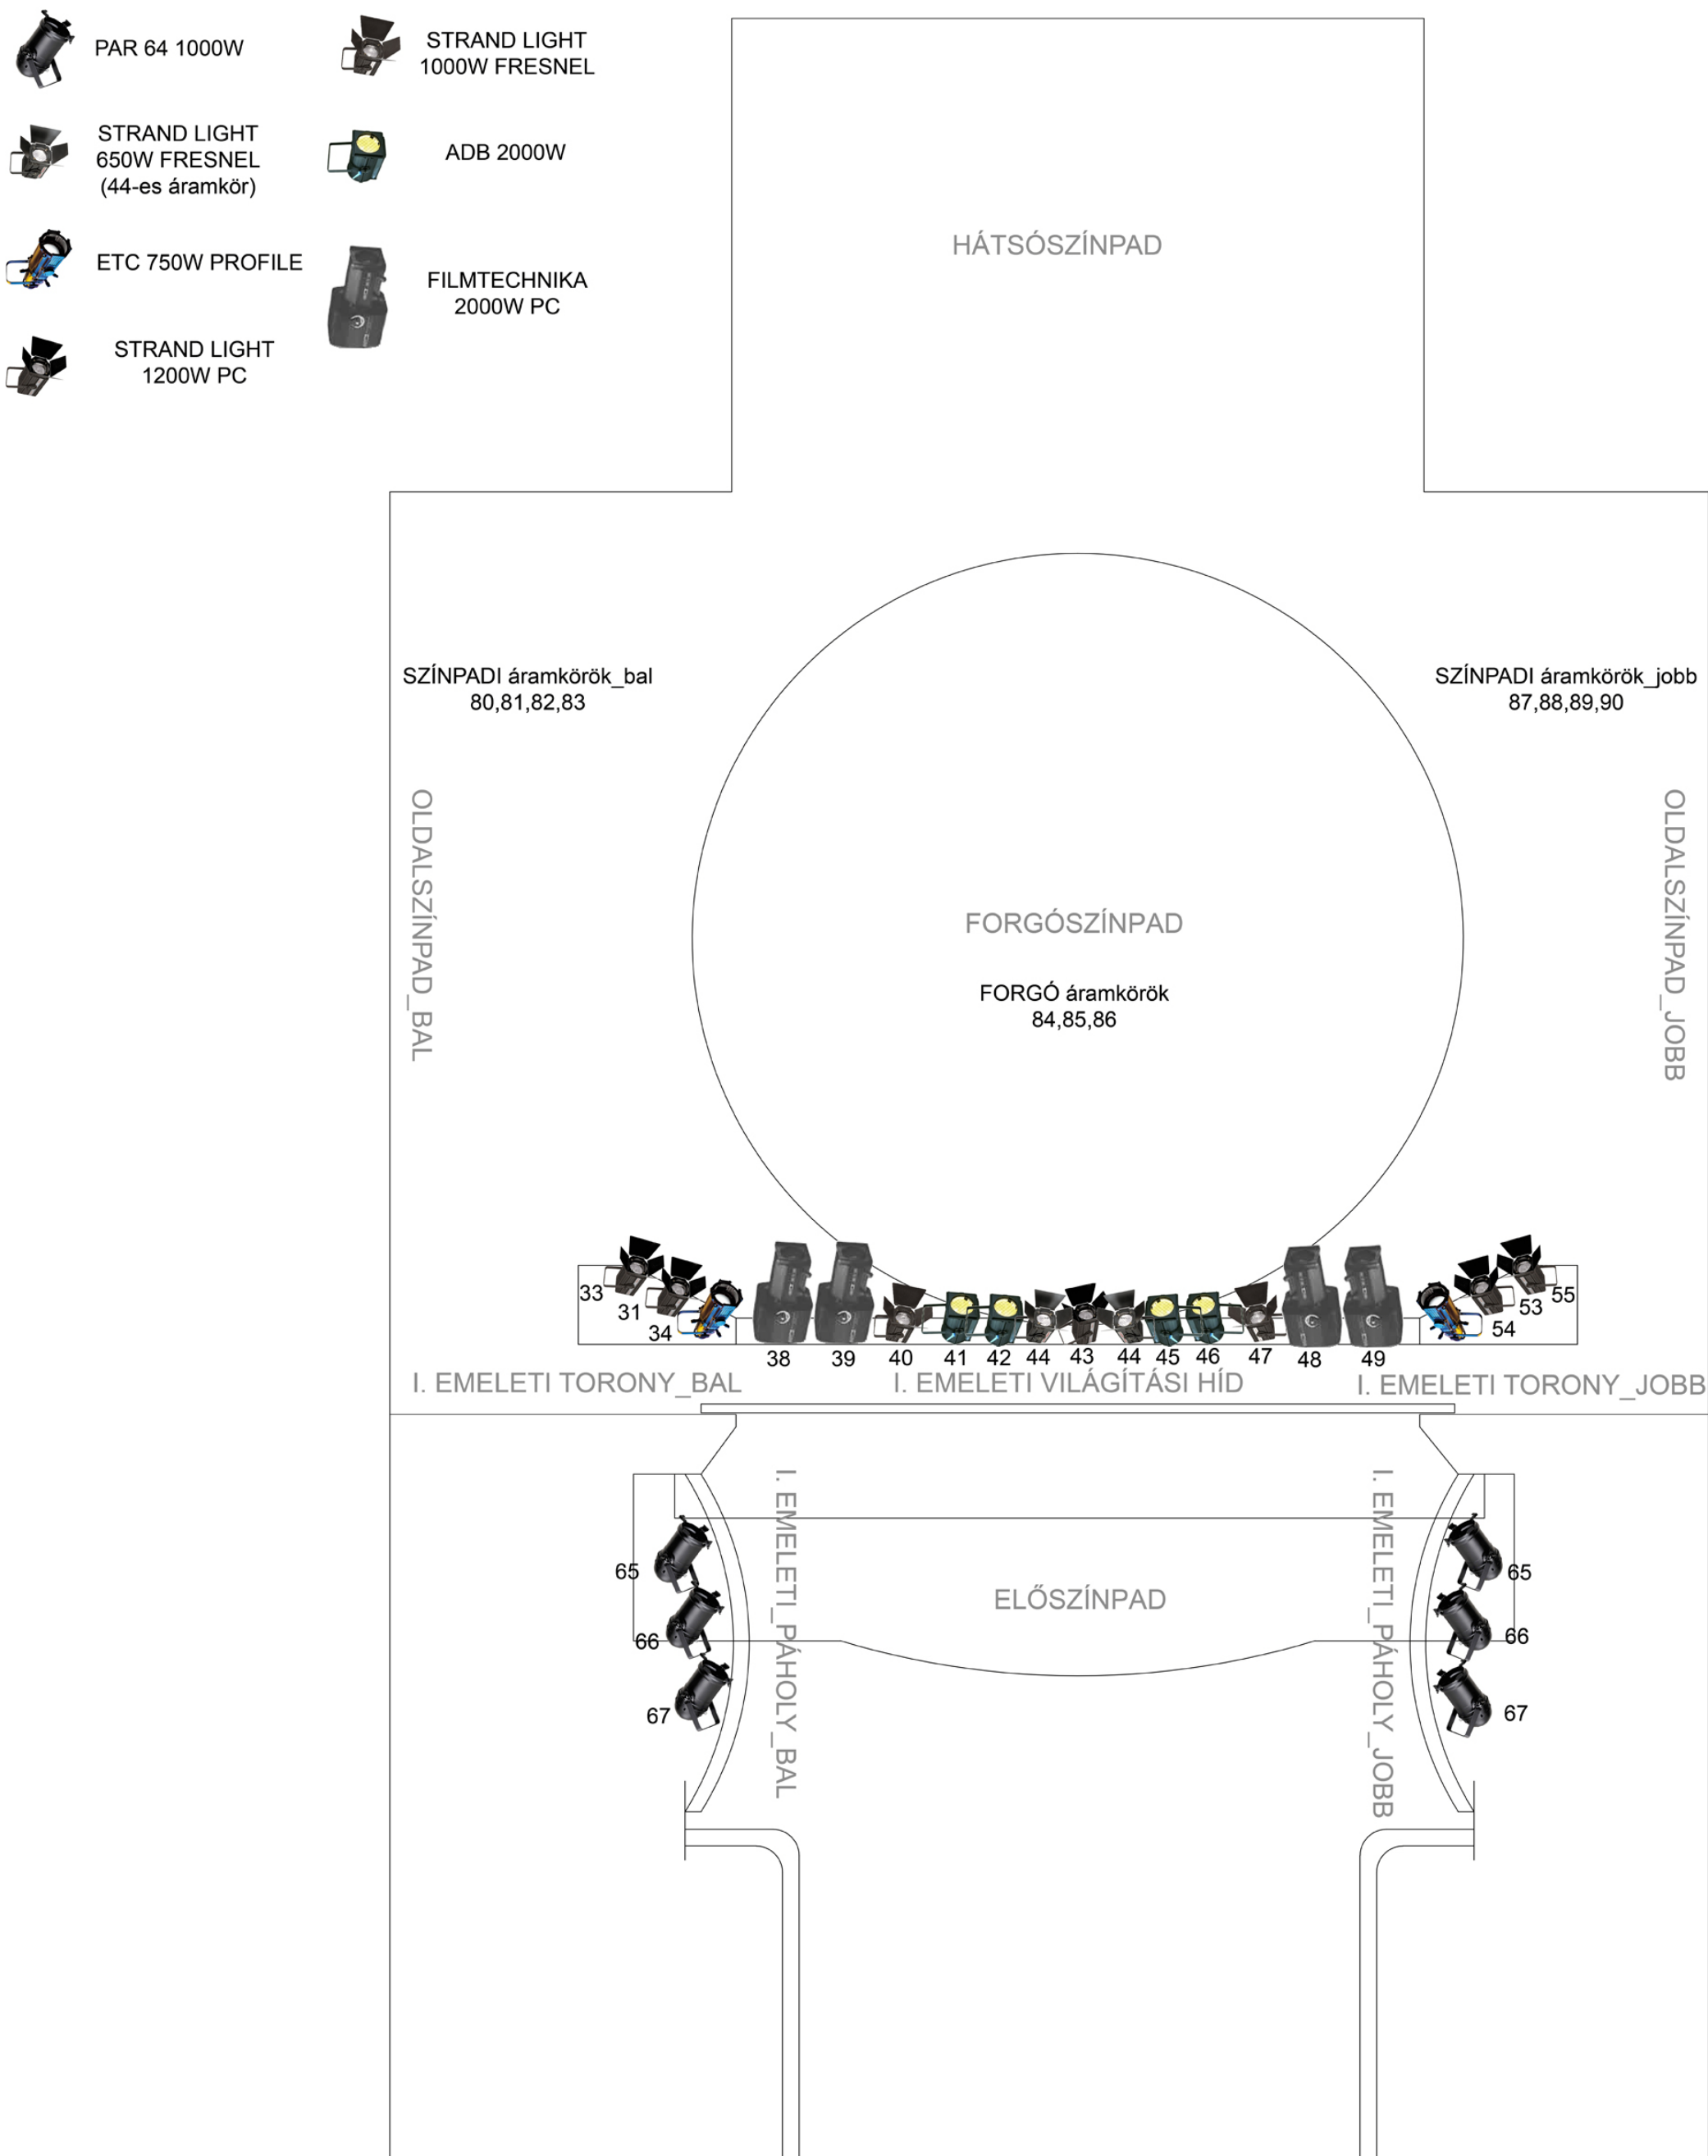 PAR 64 1000W
STRAND LIGHT
1000W FRESNEL
STRAND LIGHT
650W FRESNEL
(44-es áramkör)
ADB 2000W
ETC 750W PROFILE
FILMTECHNIKA
2000W PC
STRAND LIGHT
1200W PC
HÁTSÓSZÍNPAD
SZÍNPADI áramkörök_bal
80,81,82,83
SZÍNPADI áramkörök_jobb
87,88,89,90
OLDALSZÍNPAD_BAL
FORGÓSZÍNPAD
FORGÓ áramkörök
84,85,86
OLDALSZÍNPAD_JOBB
33
31
34
38
39
40
41
42
44
43
44
45
46
47
48
49
54
53
55
I. EMELETI TORONY_BAL
I. EMELETI VILÁGÍTÁSI HÍD
I. EMELETI TORONY_JOBB
65
66
67
I. EMELETI_PÁHOLY_BAL
ELŐSZÍNPAD
I. EMELETI_PÁHOLY_JOBB
65
66
67